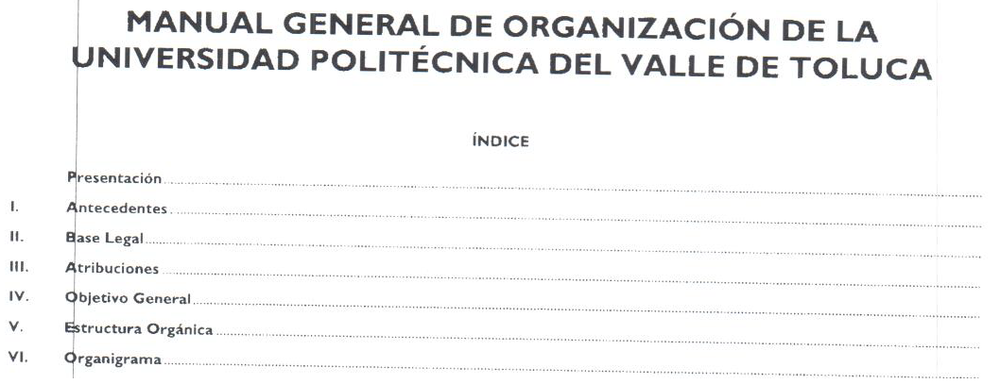 MANUAL GENERAL DE ORGANIZACIÓN DE LA
UNIVERSIDAD POLITÉCNICA DEL VALLE DE TOLUCA
ÍNDICE
Presentación
I. Antecedentes
II. Base Legal
III. Atribuciones
IV. Objetivo General
V. Estructura Orgánica
VI. Organigrama